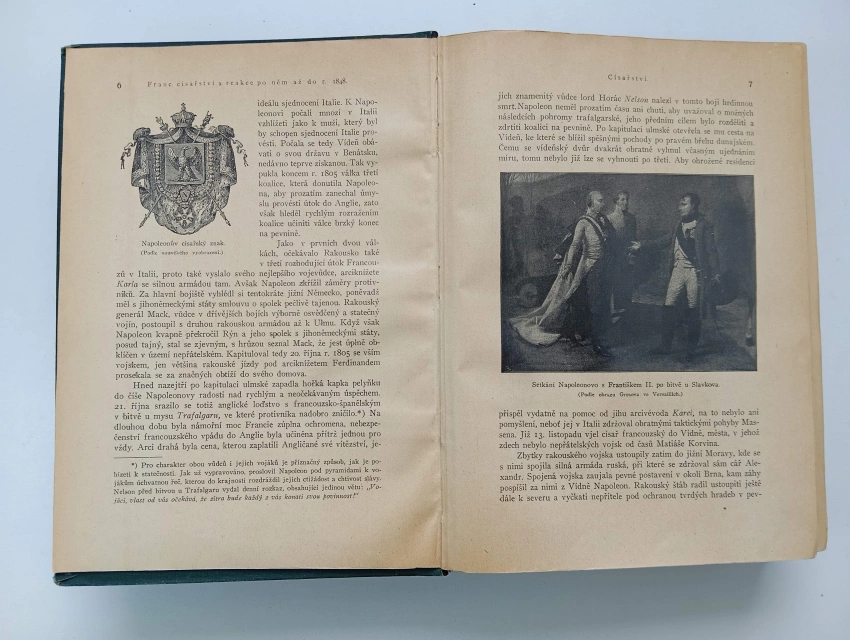 6
Franc. císařství a reakce po něm až do r. 1848.
ideálu sjednocení Italie. K Napo-
leonovi počali mnozí v Italii
vzhlížeti jako k muži, který byl
by schopen sjednocení Italie pro-
vésti. Počala se tedy Vídeň obá-
vati o svou državu v Benátsku,
nedávno teprve získanou. Tak vy-
pukla koncem r. 1805 válka třetí
koalice, která donutila Napoleo-
na, aby prozatím zanechal úmy-
slu provésti útok do Anglie, zato
však hleděl rychlým rozražením
koalice učiniti válce brzký konec
na pevnině.
Napoleonův císařský znak.
(Podle soudobého vyobrazení.)
Jako v prvních dvou vál-
kách, očekávalo Rakousko také
v třetí rozhodující útok Francou-
zů v Italii, proto také vyslalo svého nejlepšího vojevůdce, arciknížete
Karla se silnou armádou tam. Avšak Napoleon zkřížil záměry protiv-
níků. Za hlavní bojiště vyhlédl si tentokráte jižní Německo, poněvadž
měl s jihoněmeckými státy smlouvu o spolek pečlivě tajenou. Rakouský
generál Mack, vůdce v dřívějších bojích výborně osvědčený a statečný
vojín, postoupil s druhou rakouskou armádou až k Ulmu. Když však
Napoleon kvapně překročil Rýn a jeho spolek s jihoněmeckými státy,
posud tajný, stal se zjevným, s hrůzou seznal Mack, že jest úplně ob-
klíčen v území nepřátelském. Kapituloval tedy 20. října r. 1805 se vším
vojskem, jen většina rakouské jízdy pod arciknížetem Ferdinandem
prosekala se za značných obtíží do svého domova.
Hned nazejtří po kapitulaci ulmské zapadla hořká kapka pelyňku
do číše Napoleonovy radosti nad rychlým a neočekávaným úspěchem.
21. října srazilo se totiž anglické loďstvo s francouzsko-španělským
v bitvě u mysu Trafalgaru, ve které protivníka nadobro zničilo.*) Na
dlouhou dobu byla námořní moc Francie zúplna ochromena, nebezpe-
čenství francouzského vpádu do Anglie byla učiněna přítrž jednou pro
vždy. Arci drahá byla cena, kterou zaplatili Angličané své vítězství, je-
*) Pro charakter obou vůdců i jejich vojáků je příznačný způsob, jak je po-
bízeti k statečnosti. Jak už vypravováno, proslovil Napoleon pod pyramidami k vo-
jákům úchvatnou řeč, kterou do krajnosti rozdráždil jejich ctižádost a chtivost slávy.
Nelson před bitvou u Trafalgaru vydal denní rozkaz, obsahující jedinou větu: „Vo-
jáci, vlast od vás očekává, že zítra bude každý z vás konati svou povinnost!“
Císařství
7
jich znamenitý vůdce lord Horác Nelson nalezl v tomto boji hrdinnou
smrt. Napoleon neměl prozatím času ani chuti, aby uvažoval o možných
následcích pohromy trafalgarské, jeho předním cílem bylo rozděliti a
zdrtiti koalici na pevnině. Po kapitulaci ulmské otevřela se mu cesta na
Vídeň, ke které se blížil spěšnými pochody po pravém břehu dunajském.
Čemu se vídeňský dvůr dvakrát obratně vyhnul včasným ujednáním
míru, tomu nebylo již lze se vyhnouti po třetí. Aby ohrožené residenci
Setkání Napoleonovo s Františkem II. po bitvě u Slavkova.
(Podle obrazu Grosova ve Versaillích.)
přispěl vydatně na pomoc od jihu arcivévoda Karel, na to nebylo ani
pomyšlení, neboť jej v Italii zdržoval obratnými taktickými pohyby Mas-
sena. Již 13. listopadu vjel císař francouzský do Vídně, města, v jehož
zdech nebylo nepřátelských vojsk od časů Matiáše Korvina.
Zbytky rakouského vojska ustoupily zatím do jižní Moravy, kde se
s nimi spojila silná armáda ruská, při které se zdržoval sám cář Ale-
xandr. Spojená vojska zaujala pevné postavení v okolí Brna, kam záhy
pospíšil za nimi z Vídně Napoleon. Rakouský štáb radil ustoupiti ještě
dále k severu a vyčkati nepřítele pod ochranou tvrdých hradeb v pev-